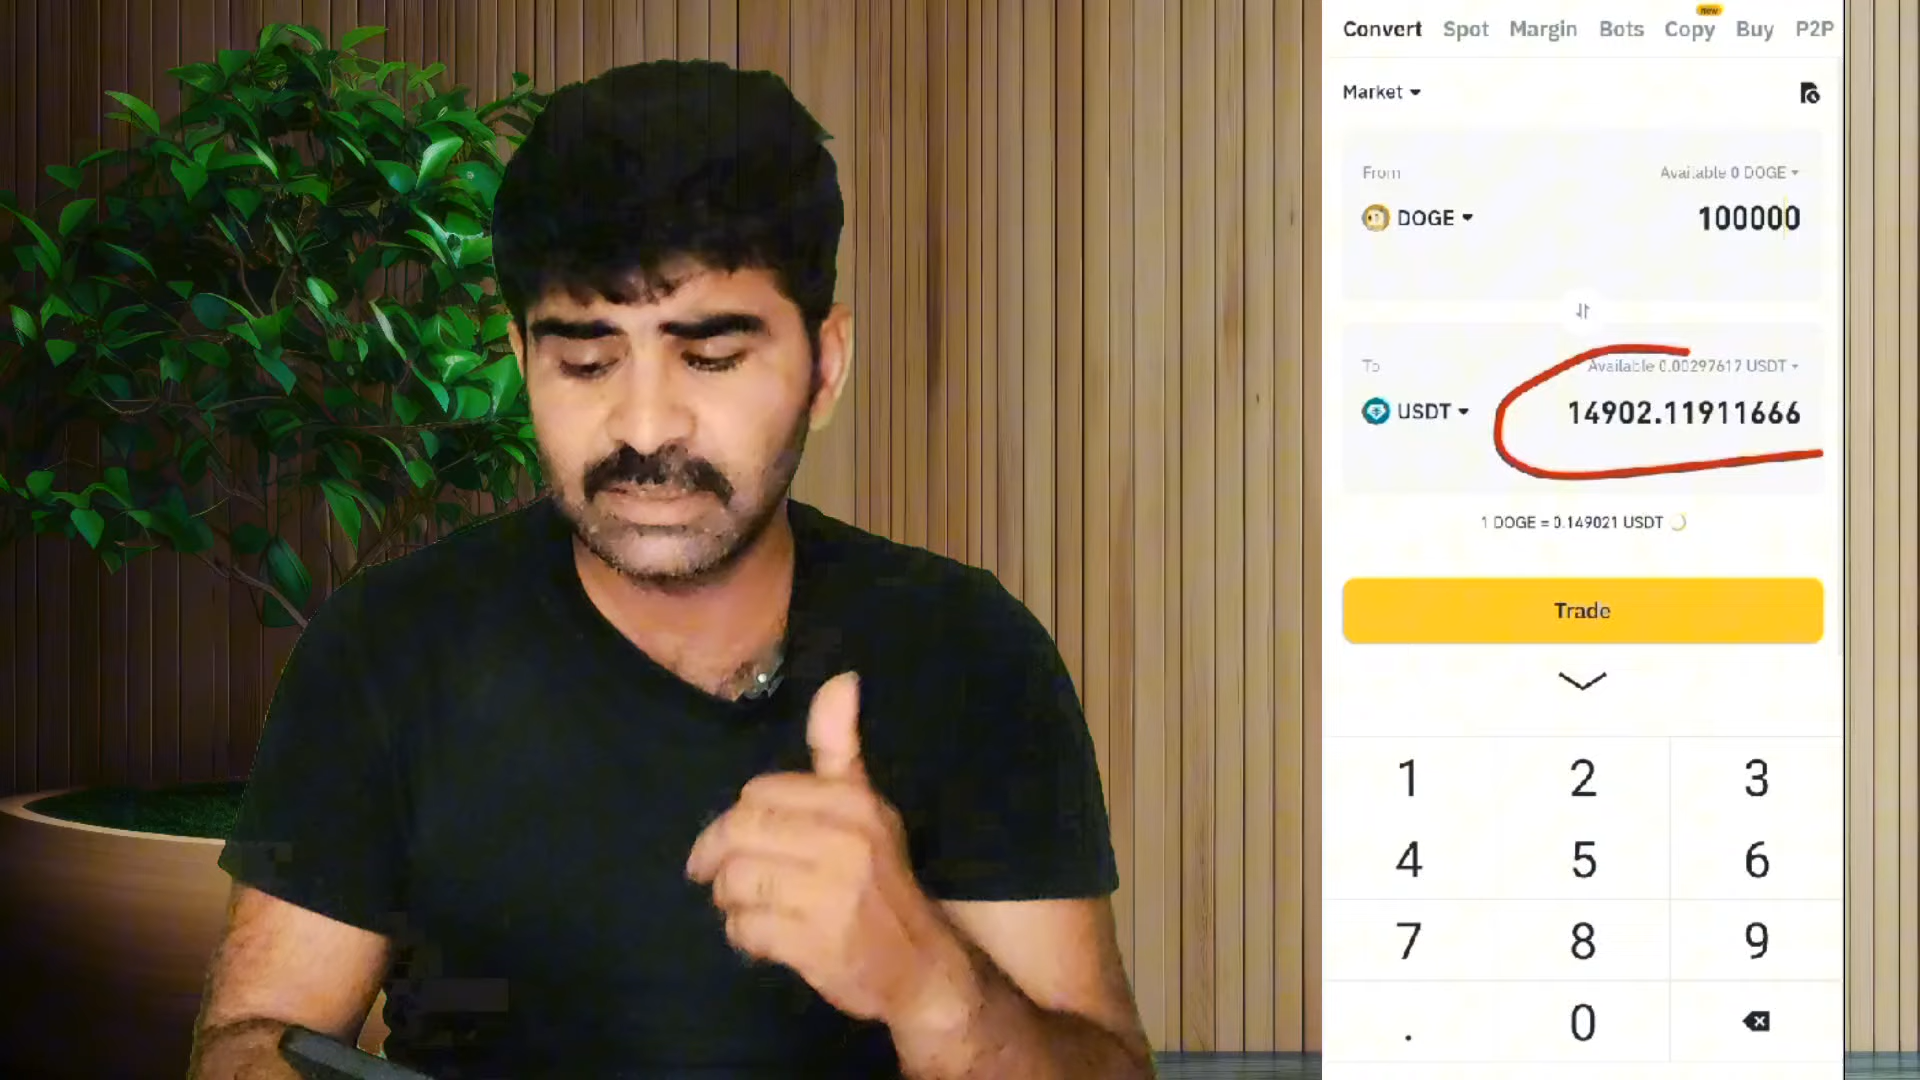 new
Convert Spot Margin Bots Copy Buy P2P
Market
From Available 0 DOGE
DOGE 100000
To Available 0.00297617 USDT
USDT 14902.11911666
1 DOGE = 0.149021 USDT
Trade
1 2 3
4 5 6
7 8 9
. 0